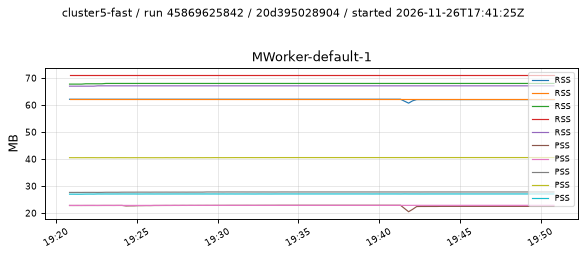 cluster5-fast / run 45869625842 / 20d395028904 / started 2026-11-26T17:41:25Z
MWorker-default-1
MB
70
60
50
40
30
20
RSS
RSS
RSS
RSS
RSS
PSS
PSS
PSS
PSS
PSS
19:20
19:25
19:30
19:35
19:40
19:45
19:50